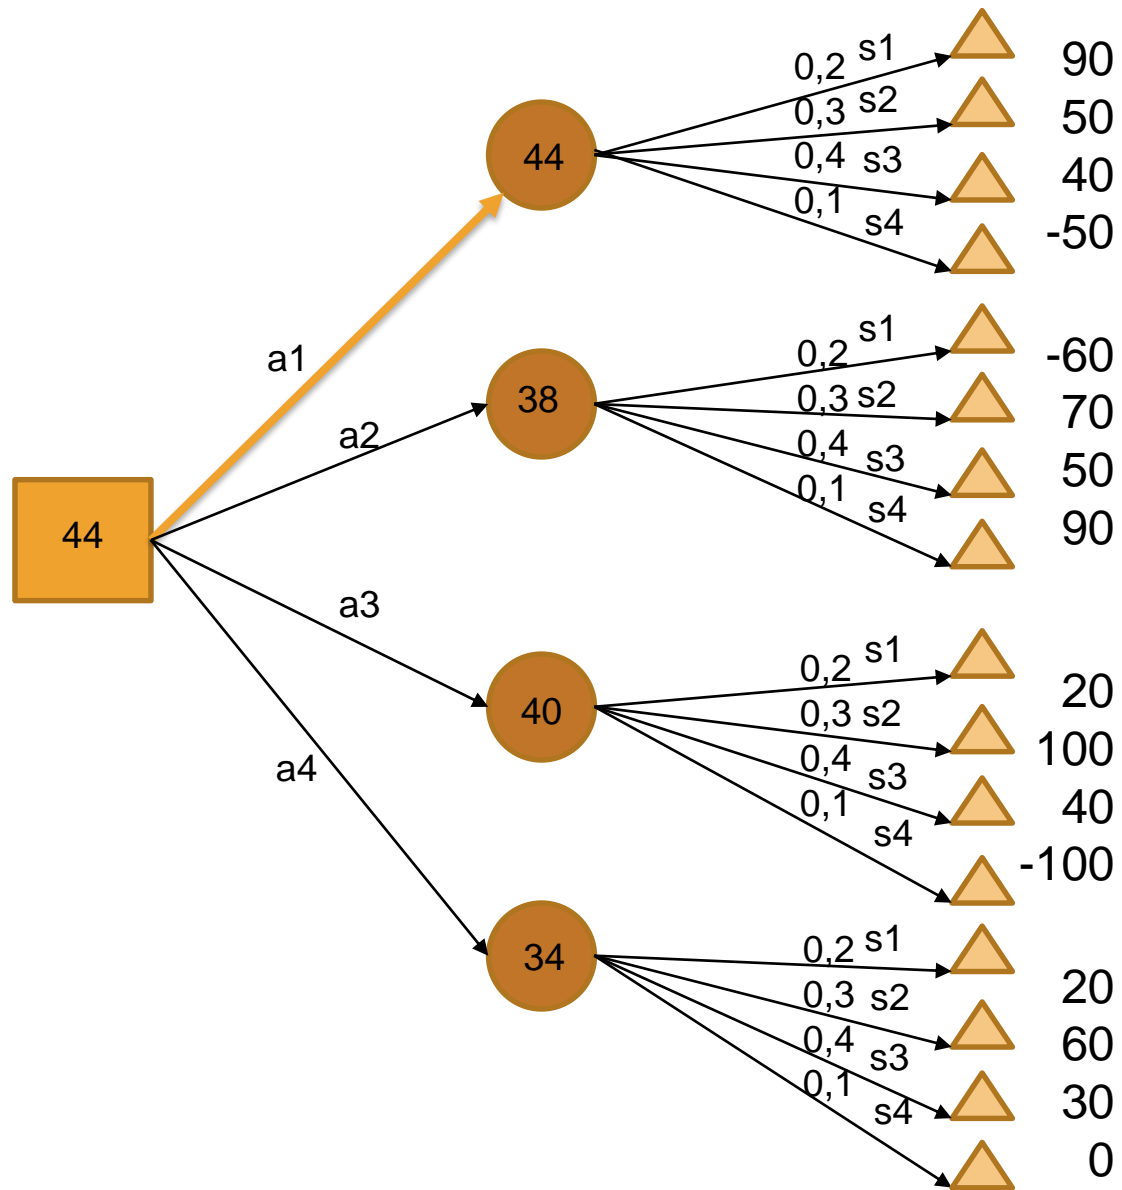 0,2 s1 90
0,3 s2 50
44
0,4 s3 40
0,1 s4 -50
a1
0,2 s1 -60
38
0,3 s2 70
a2
0,4 s3 50
0,1 s4 90
44
a3
0,2 s1 20
40
0,3 s2 100
a4
0,4 s3 40
0,1 s4 -100
34
0,2 s1 20
0,3 s2 60
0,4 s3 30
0,1 s4 0